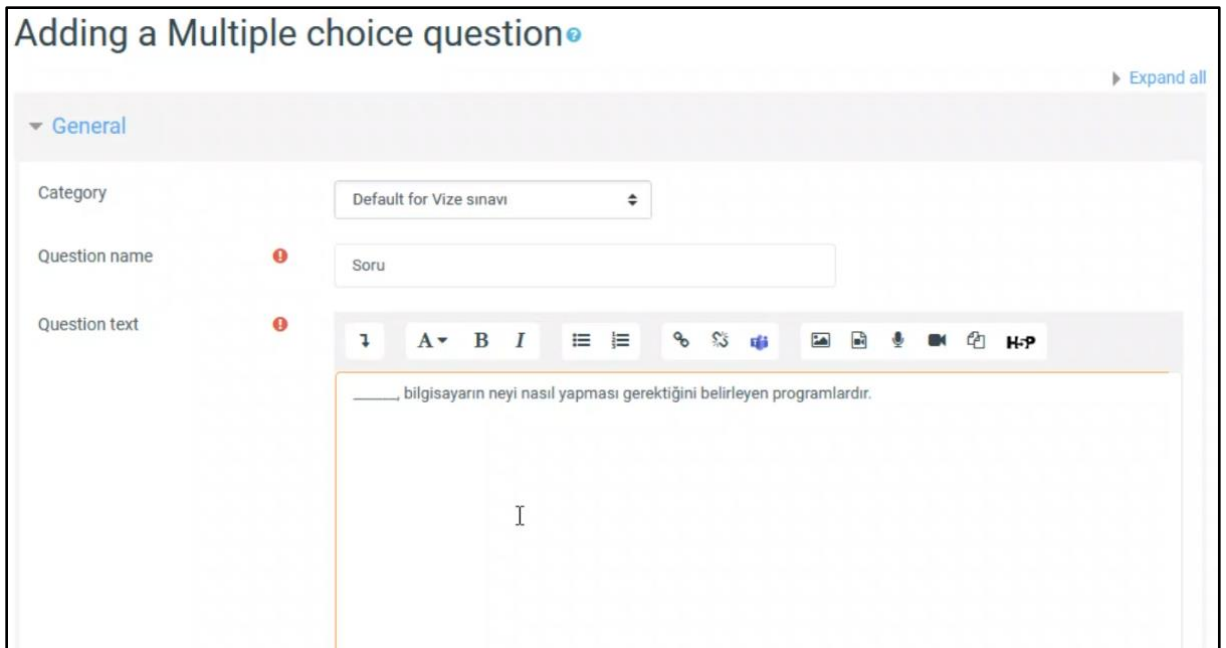 Adding a Multiple choice question
Expand all
General
Category
Default for Vize sınavı
Question name
Soru
Question text
A B I H-P
______, bilgisayarın neyi nasıl yapması gerektiğini belirleyen programlardır.